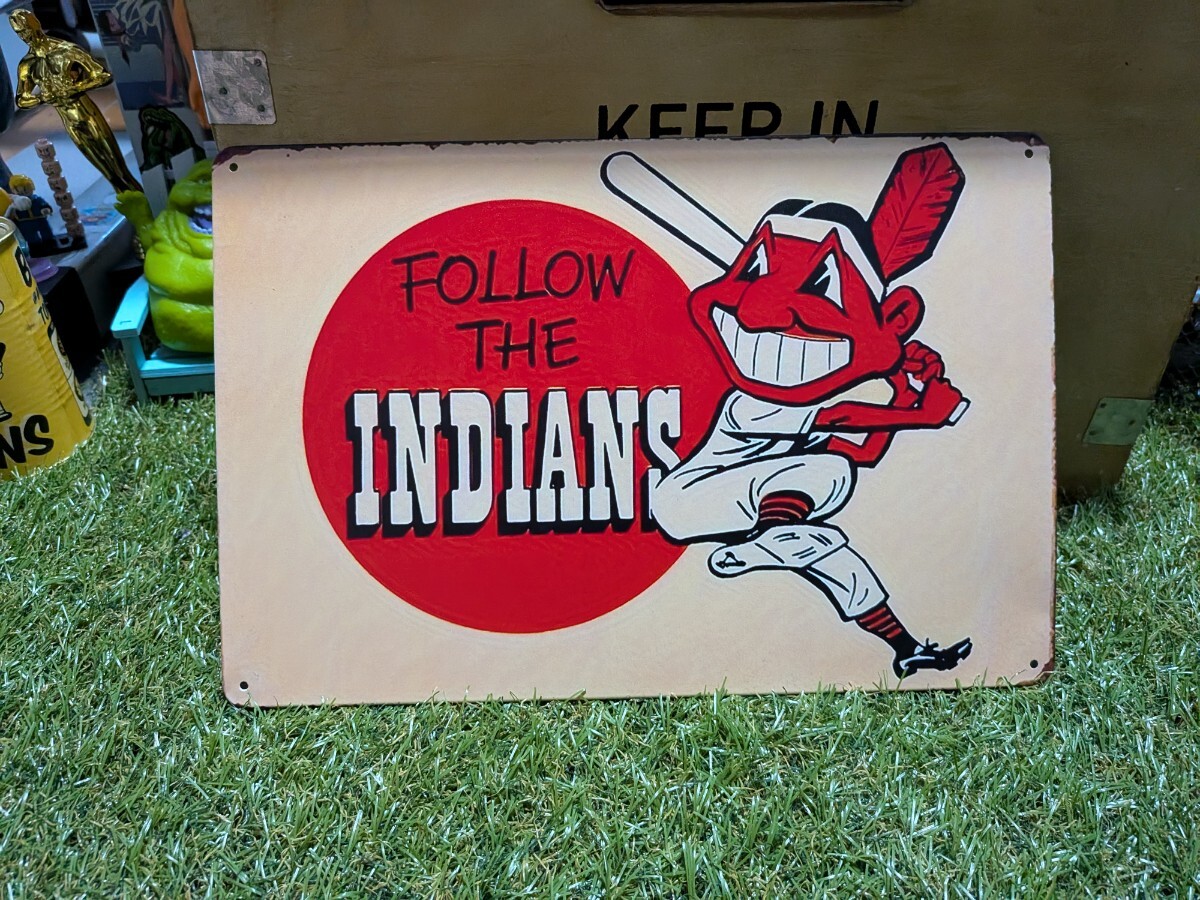 KEEP IN
FOLLOW
THE
INDIANS